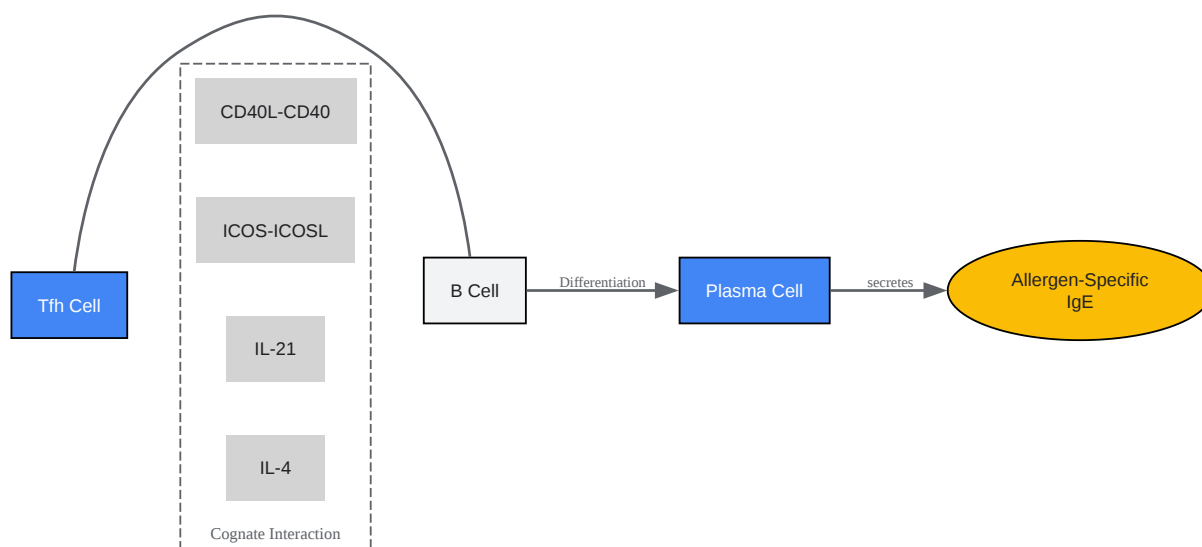 CD40L-CD40
ICOS-ICOSL
Tfh Cell
B Cell
Differentiation
Plasma Cell
secretes
Allergen-Specific
IgE
IL-21
IL-4
Cognate Interaction